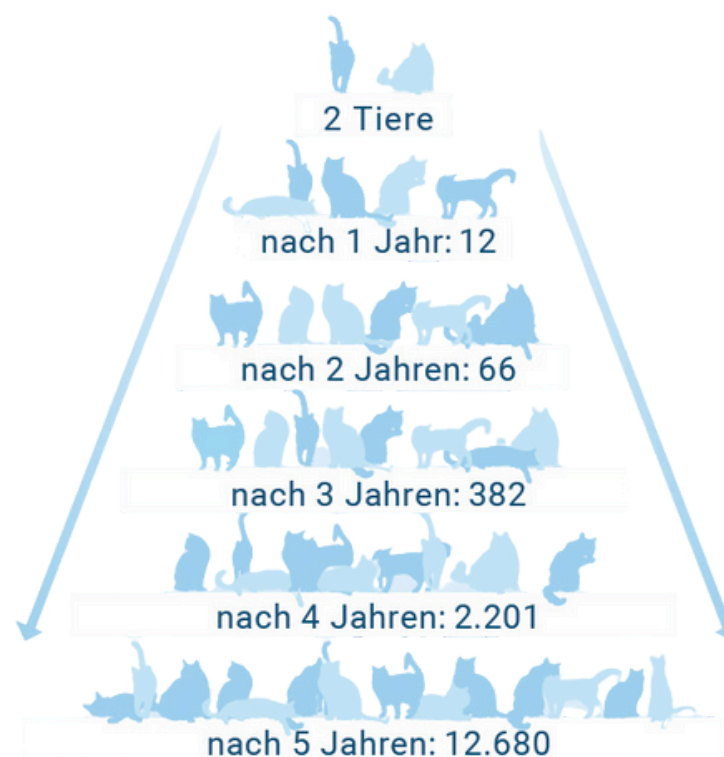 2 Tiere
nach 1 Jahr: 12
nach 2 Jahren: 66
nach 3 Jahren: 382
nach 4 Jahren: 2.201
nach 5 Jahren: 12.680